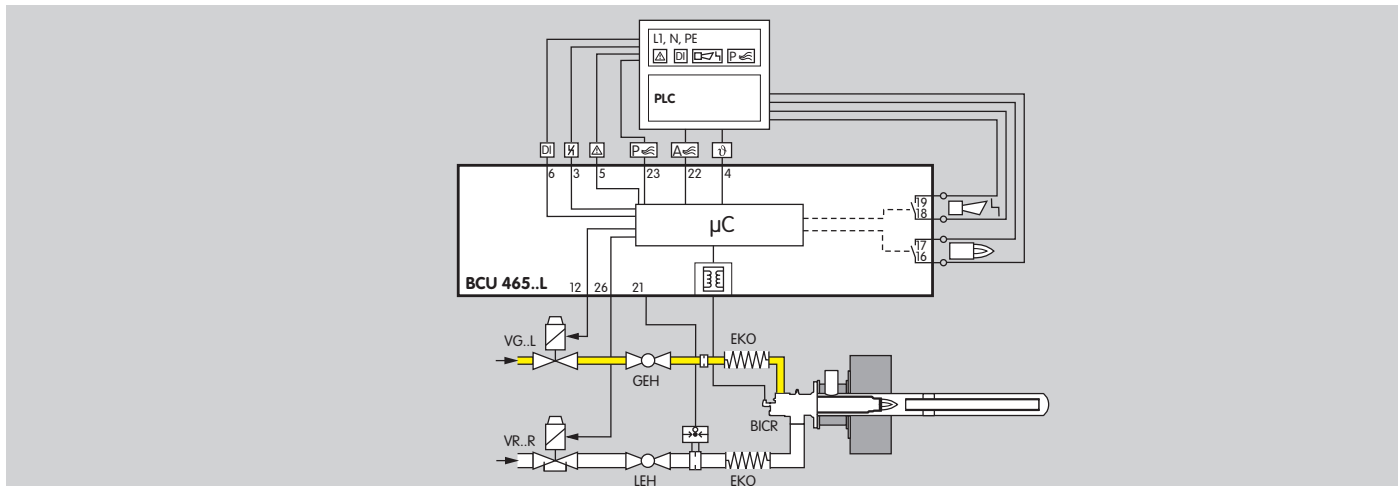 L1, N, PE
DI P
PLC
DI P A ϑ
6 3 5 23 22 4
19
18
µC
17
16
BCU 465..L
12 26 21
VG..L
EKO
GEH
BICR
VR..R
LEH
EKO